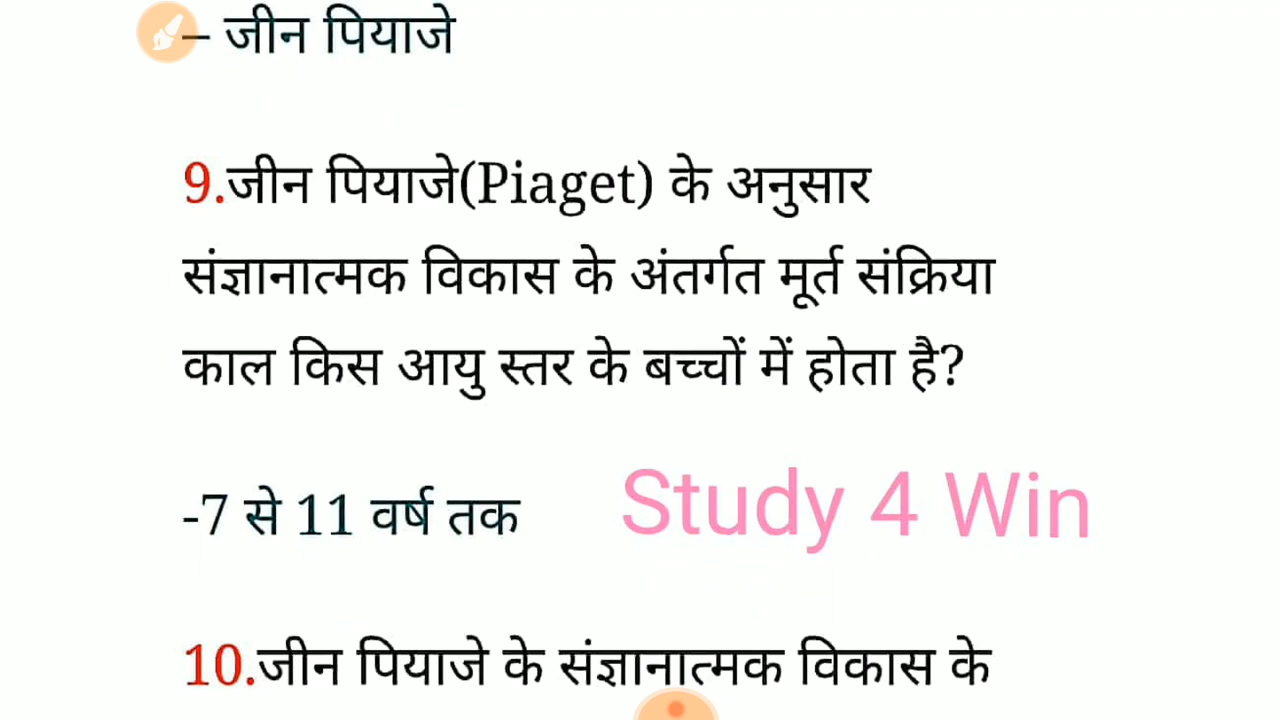 – जीन पियाजे
9.जीन पियाजे(Piaget) के अनुसार
संज्ञानात्मक विकास के अंतर्गत मूर्त संक्रिया
काल किस आयु स्तर के बच्चों में होता है?
-7 से 11 वर्ष तक
Study 4 Win
10.जीन पियाजे के संज्ञानात्मक विकास के